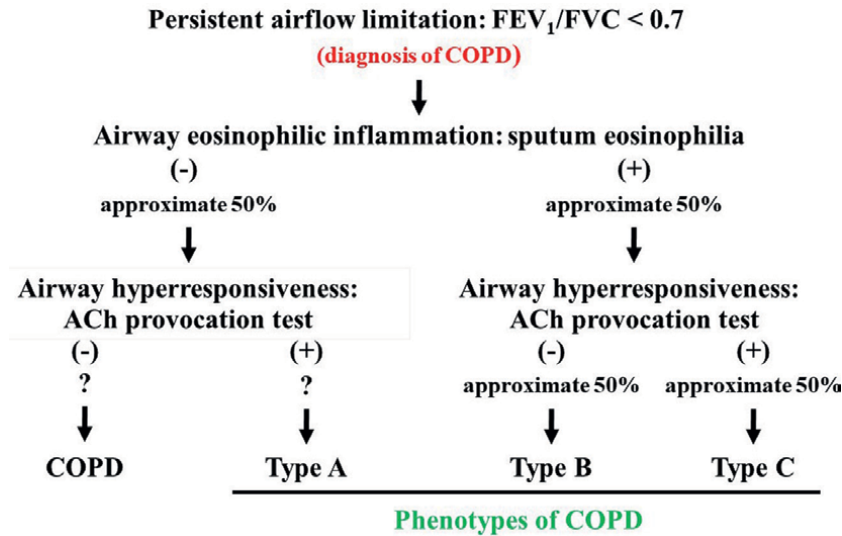 Persistent airflow limitation: FEV₁/FVC < 0.7
(diagnosis of COPD)
Airway eosinophilic inflammation: sputum eosinophilia
(-) (+)
approximate 50% approximate 50%
Airway hyperresponsiveness: Airway hyperresponsiveness:
ACh provocation test ACh provocation test
(-) (+) (-) (+)
? ? approximate 50% approximate 50%
COPD Type A Type B Type C
Phenotypes of COPD